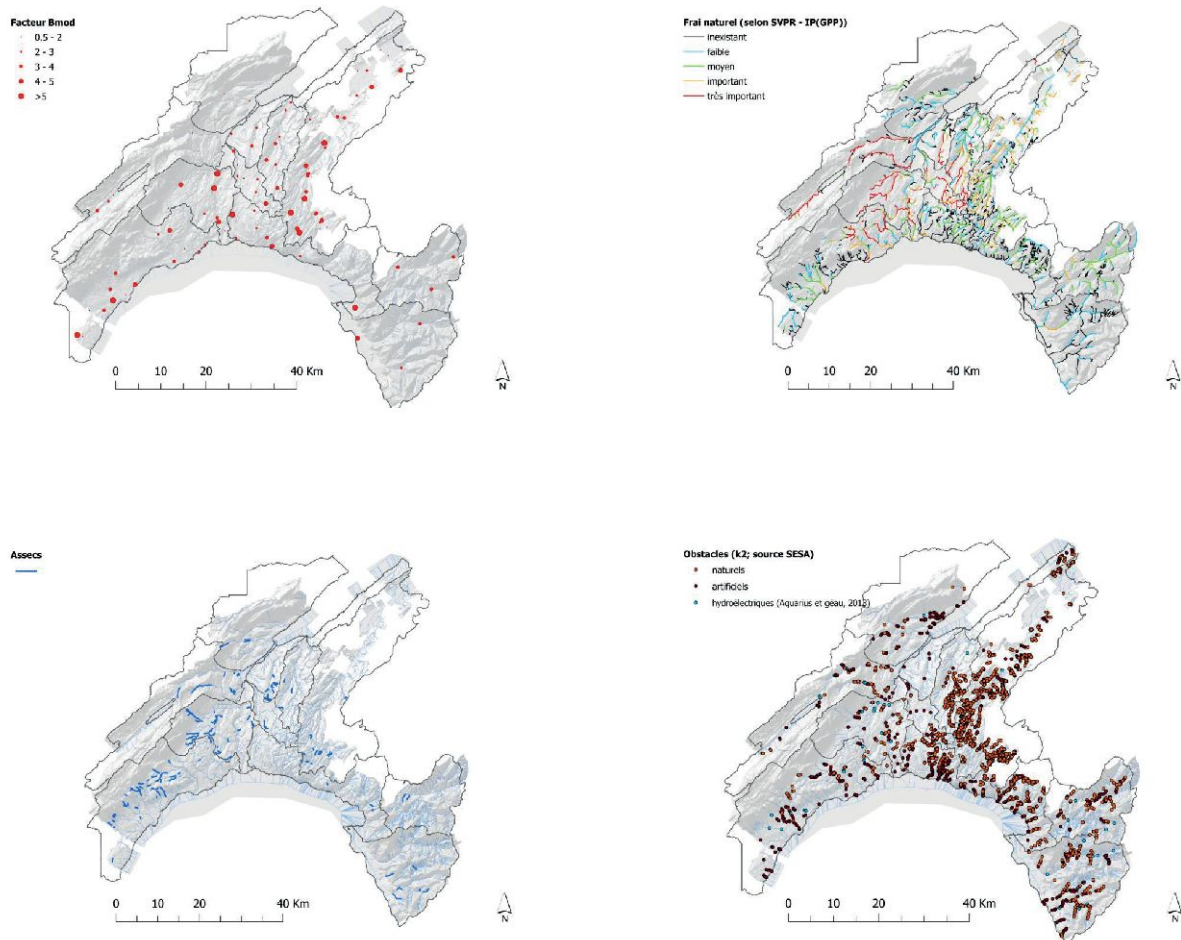 Facteur Bmod
0.5 - 2
2 - 3
3 - 4
4 - 5
>5
0 10 20 40 Km
N
Frai naturel (selon SVPR - IP(GPP))
inexistant
faible
moyen
important
très important
0 10 20 40 Km
N
Assecs
0 10 20 40 Km
N
Obstacles (k2; source SESA)
naturels
artificiels
hydroélectriques (Aquarius et géau, 2013)
0 10 20 40 Km
N